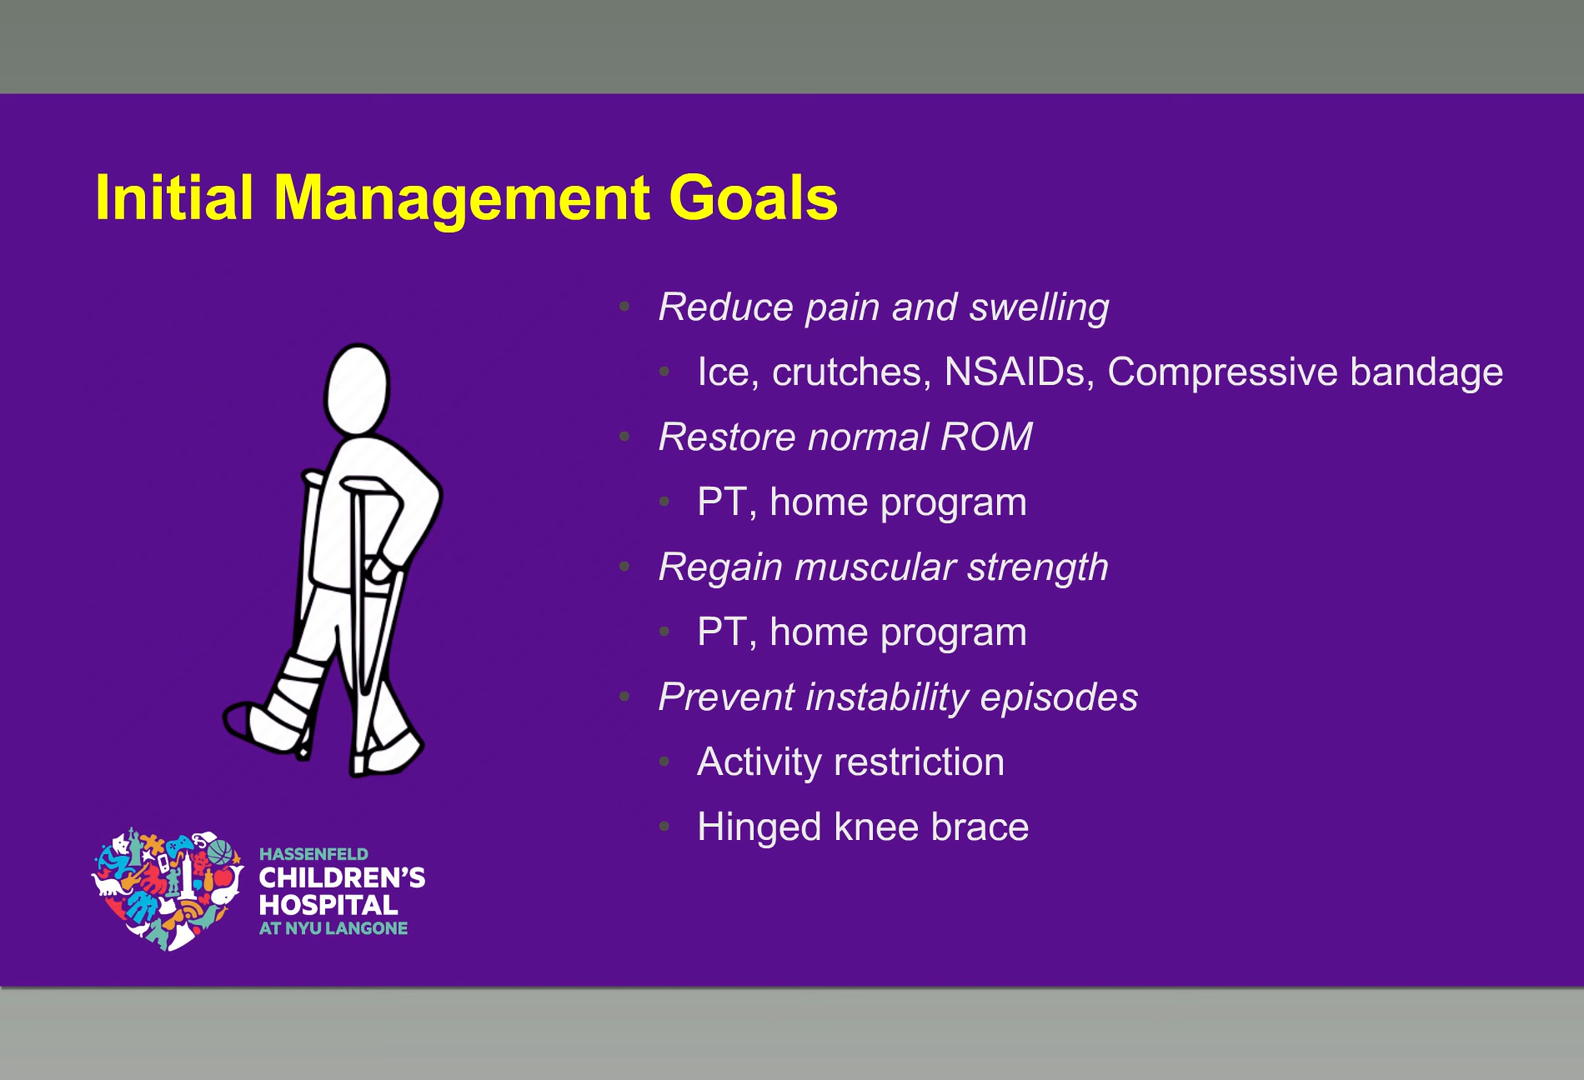 Initial Management Goals
• Reduce pain and swelling
• Ice, crutches, NSAIDs, Compressive bandage
• Restore normal ROM
• PT, home program
• Regain muscular strength
• PT, home program
• Prevent instability episodes
• Activity restriction
• Hinged knee brace
HASSENFELD
CHILDREN'S
HOSPITAL
AT NYU LANGONE